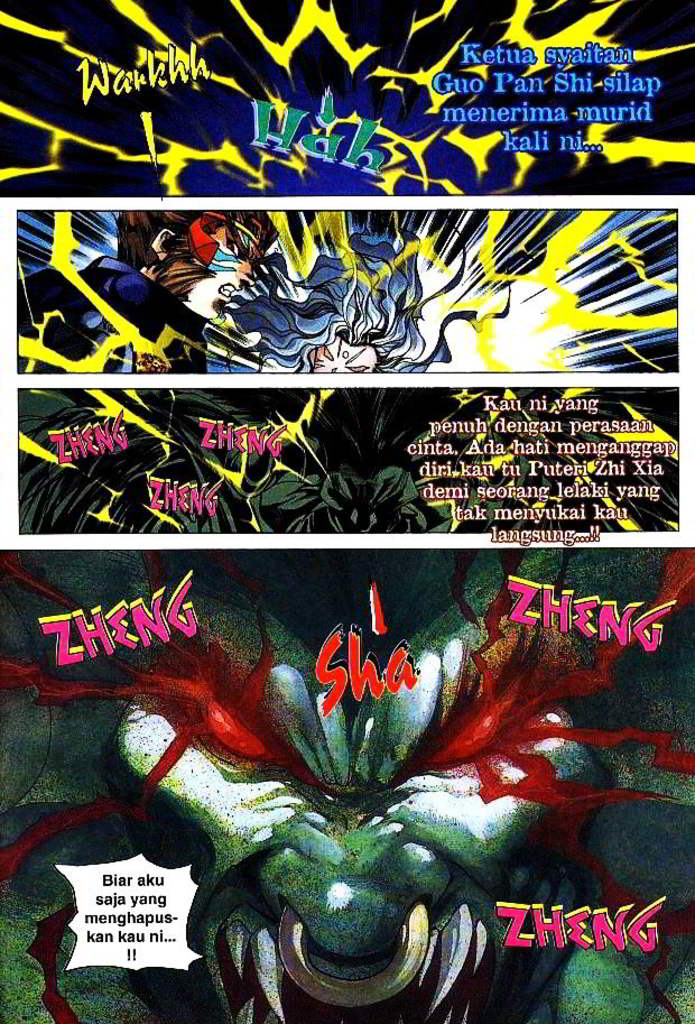 Warkhh
!
Hah
!
Ketua syaitan
Guo Pan Shi silap
menerima murid
kali ni...
ZHENG
ZHENG
ZHENG
Kau ni yang
penuh dengan perasaan
cinta. Ada hati menganggap
diri kau tu Puteri Zhi Xia
demi seorang lelaki yang
tak menyukai kau
langsung...!!
ZHENG
Sha
!
ZHENG
Biar aku
saja yang
menghapus-
kan kau ni...
!!
ZHENG